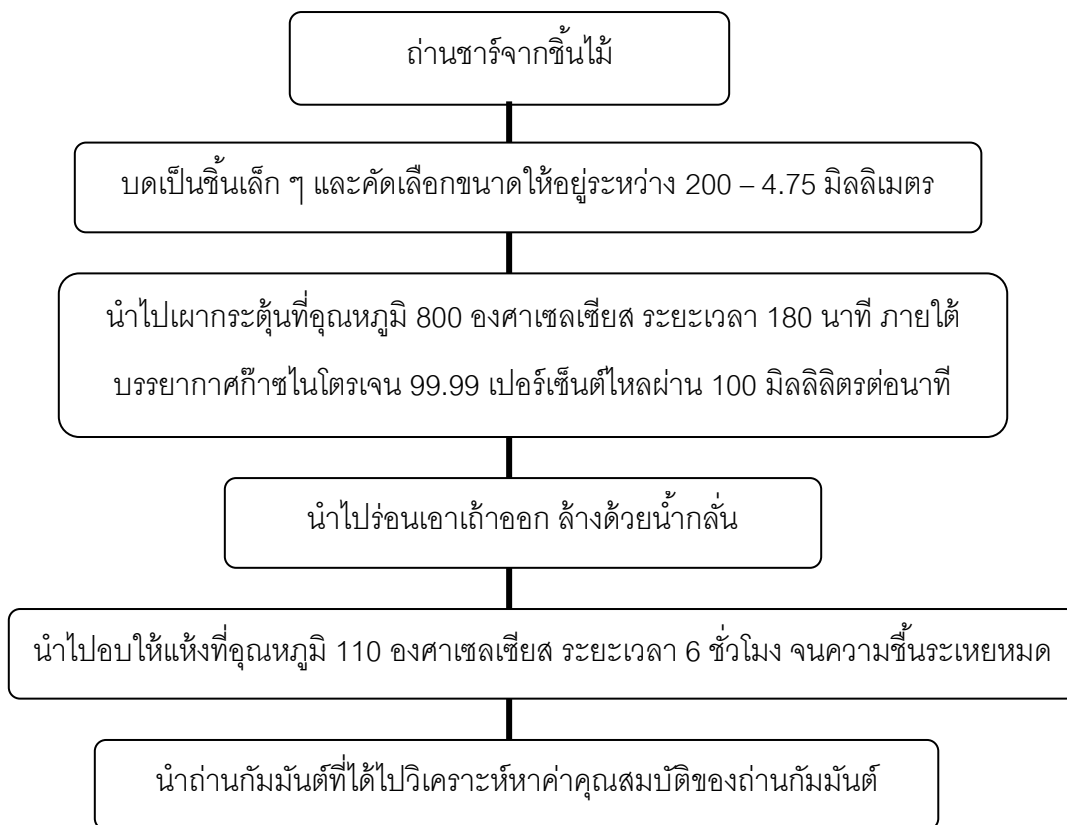 ถ่านชาร์จากชิ้นไม้
บดเป็นชิ้นเล็ก ๆ และคัดเลือกขนาดให้อยู่ระหว่าง 200 – 4.75 มิลลิเมตร
นำไปเผากระตุ้นที่อุณหภูมิ 800 องศาเซลเซียส ระยะเวลา 180 นาที ภายใต้
บรรยากาศก๊าซไนโตรเจน 99.99 เปอร์เซ็นต์ไหลผ่าน 100 มิลลิลิตรต่อนาที
นำไปร่อนเอาเถ้าออก ล้างด้วยน้ำกลั่น
นำไปอบให้แห้งที่อุณหภูมิ 110 องศาเซลเซียส ระยะเวลา 6 ชั่วโมง จนความชื้นระเหยหมด
นำถ่านกัมมันต์ที่ได้ไปวิเคราะห์หาค่าคุณสมบัติของถ่านกัมมันต์